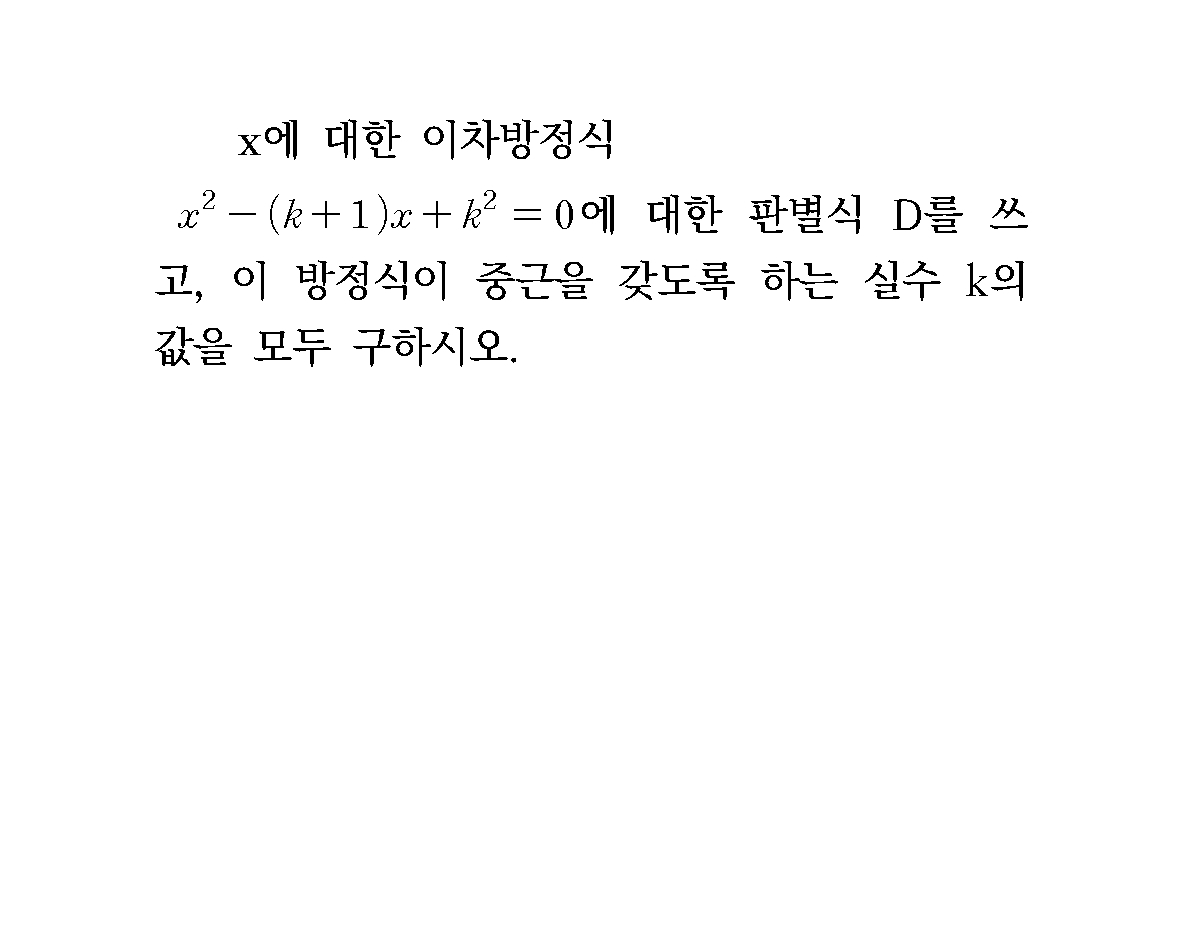 x에 대한 이차방정식
x² − (k+1)x + k² = 0에 대한 판별식 D를 쓰
고, 이 방정식이 중근을 갖도록 하는 실수 k의
값을 모두 구하시오.